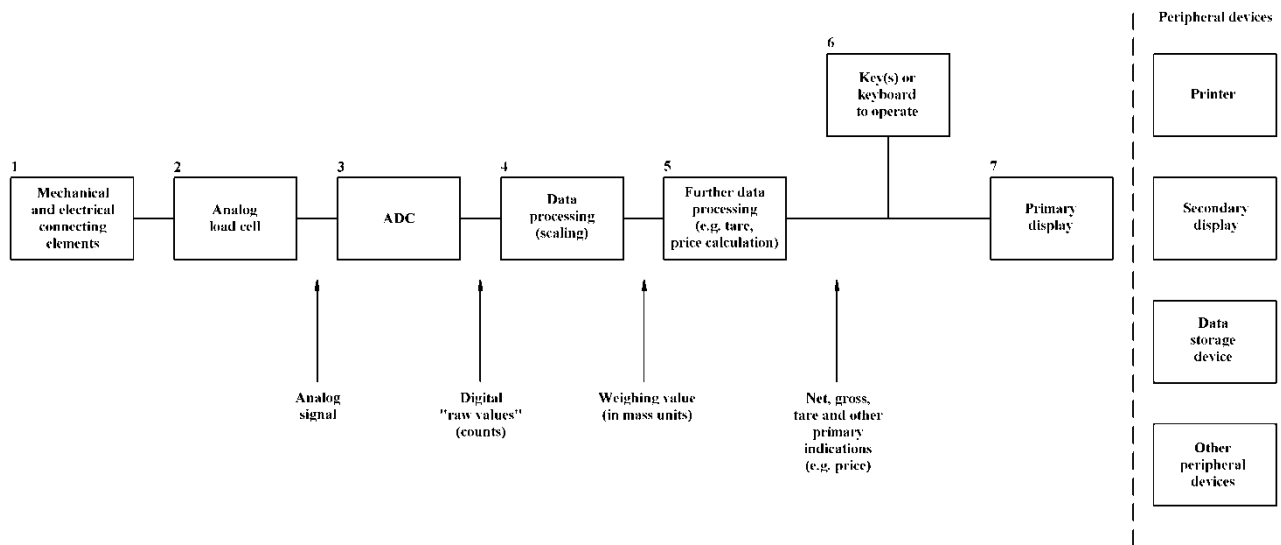 Peripheral devices
6
Key(s) or
keyboard
to operate
Printer
1
Mechanical
and electrical
connecting
elements
2
Analog
load cell
3
ADC
4
Data
processing
(scaling)
5
Further data
processing
(e.g. tare,
price calculation)
7
Primary
display
Secondary
display
Data
storage
device
Analog
signal
Digital
"raw values"
(counts)
Weighing value
(in mass units)
Net, gross,
tare and other
primary
indications
(e.g. price)
Other
peripheral
devices